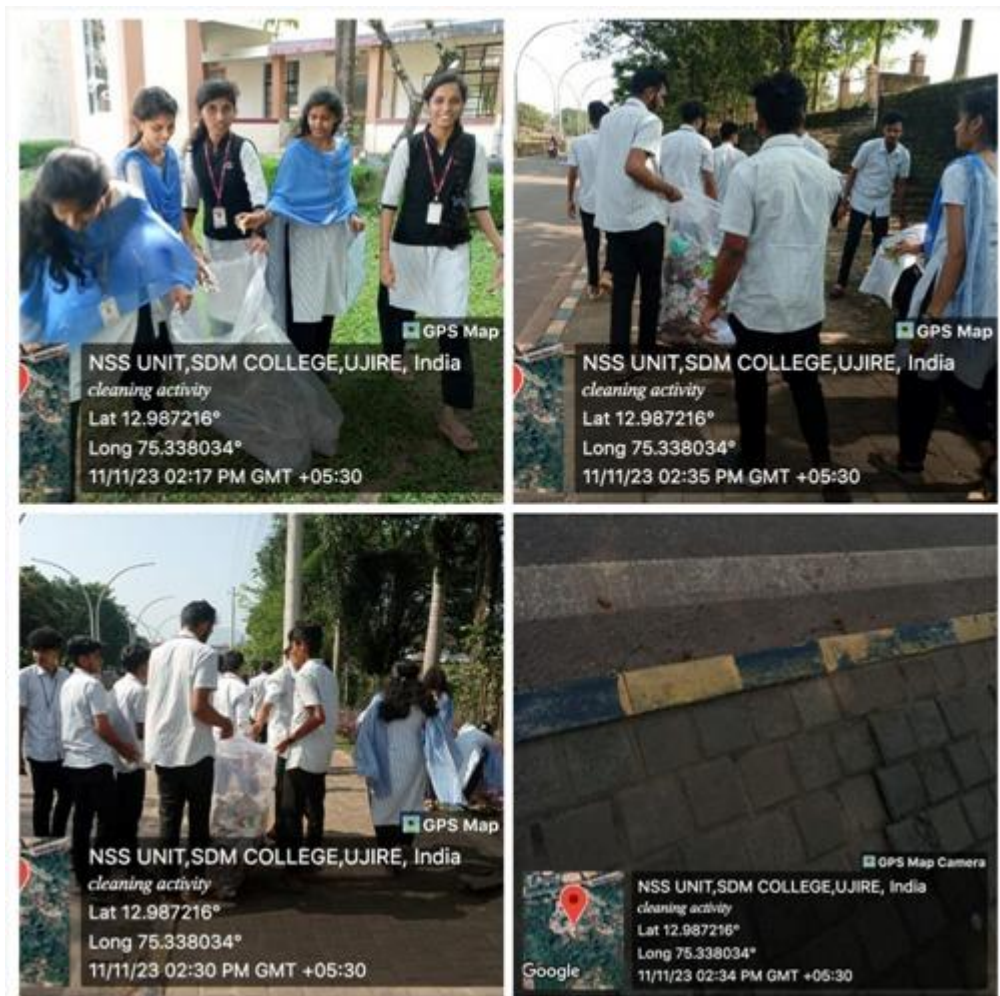 GPS Map
NSS UNIT,SDM COLLEGE,UJIRE, India
cleaning activity
Lat 12.987216°
Long 75.338034°
11/11/23 02:17 PM GMT +05:30
GPS Map
NSS UNIT,SDM COLLEGE,UJIRE, India
cleaning activity
Lat 12.987216°
Long 75.338034°
11/11/23 02:35 PM GMT +05:30
GPS Map
NSS UNIT,SDM COLLEGE,UJIRE, India
cleaning activity
Lat 12.987216°
Long 75.338034°
11/11/23 02:30 PM GMT +05:30
GPS Map Camera
NSS UNIT,SDM COLLEGE,UJIRE, India
cleaning activity
Lat 12.987216°
Long 75.338034°
Google
11/11/23 02:34 PM GMT +05:30